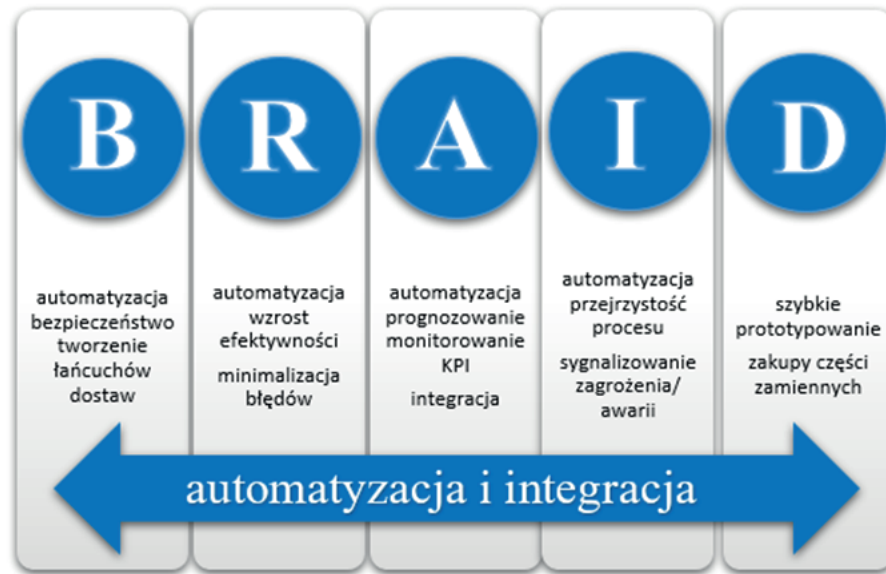 B
R
A
I
D
automatyzacja
bezpieczeństwo
tworzenie
łańcuchów
dostaw
automatyzacja
wzrost
efektywności
minimalizacja
błędów
automatyzacja
prognozowanie
monitorowanie
KPI
integracja
automatyzacja
przejrzystość
procesu
sygnalizowanie
zagrożenia/
awarii
szybkie
prototypowanie
zakupy części
zamiennych
automatyzacja i integracja